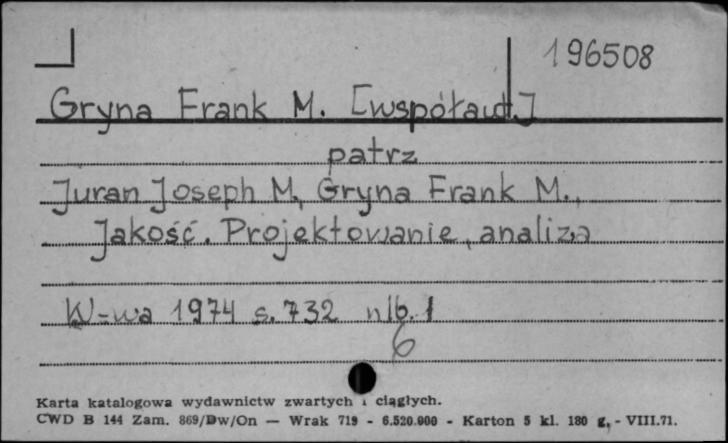 196508
Gryna Frank M. [współaut.]
patrz
Juran Joseph M., Gryna Frank M.,
Jakość. Projektowanie, analiza
W-wa 1974 s. 732 nlb. 1
6
Karta katalogowa wydawnictw zwartych i ciągłych.
CWD B 144 Zam. 869/Dw/On — Wrak 719 - 6.520.000 - Karton 5 kl. 180 g, - VIII.71.